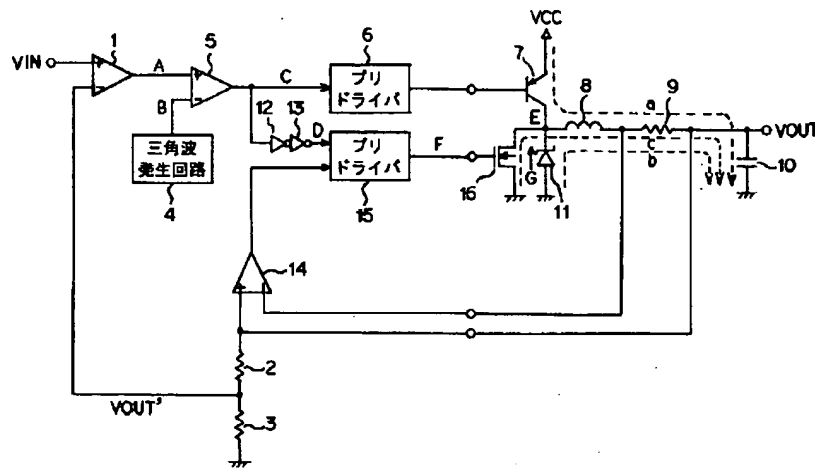 VCC
1
5
6
7
8
9
VIN
A
C
プリ
ドライバ
a
E
VOUT
B
12
13
D
F
c
b
10
三角波
発生回路
プリ
ドライバ
G
16
11
4
15
14
2
VOUT'
3